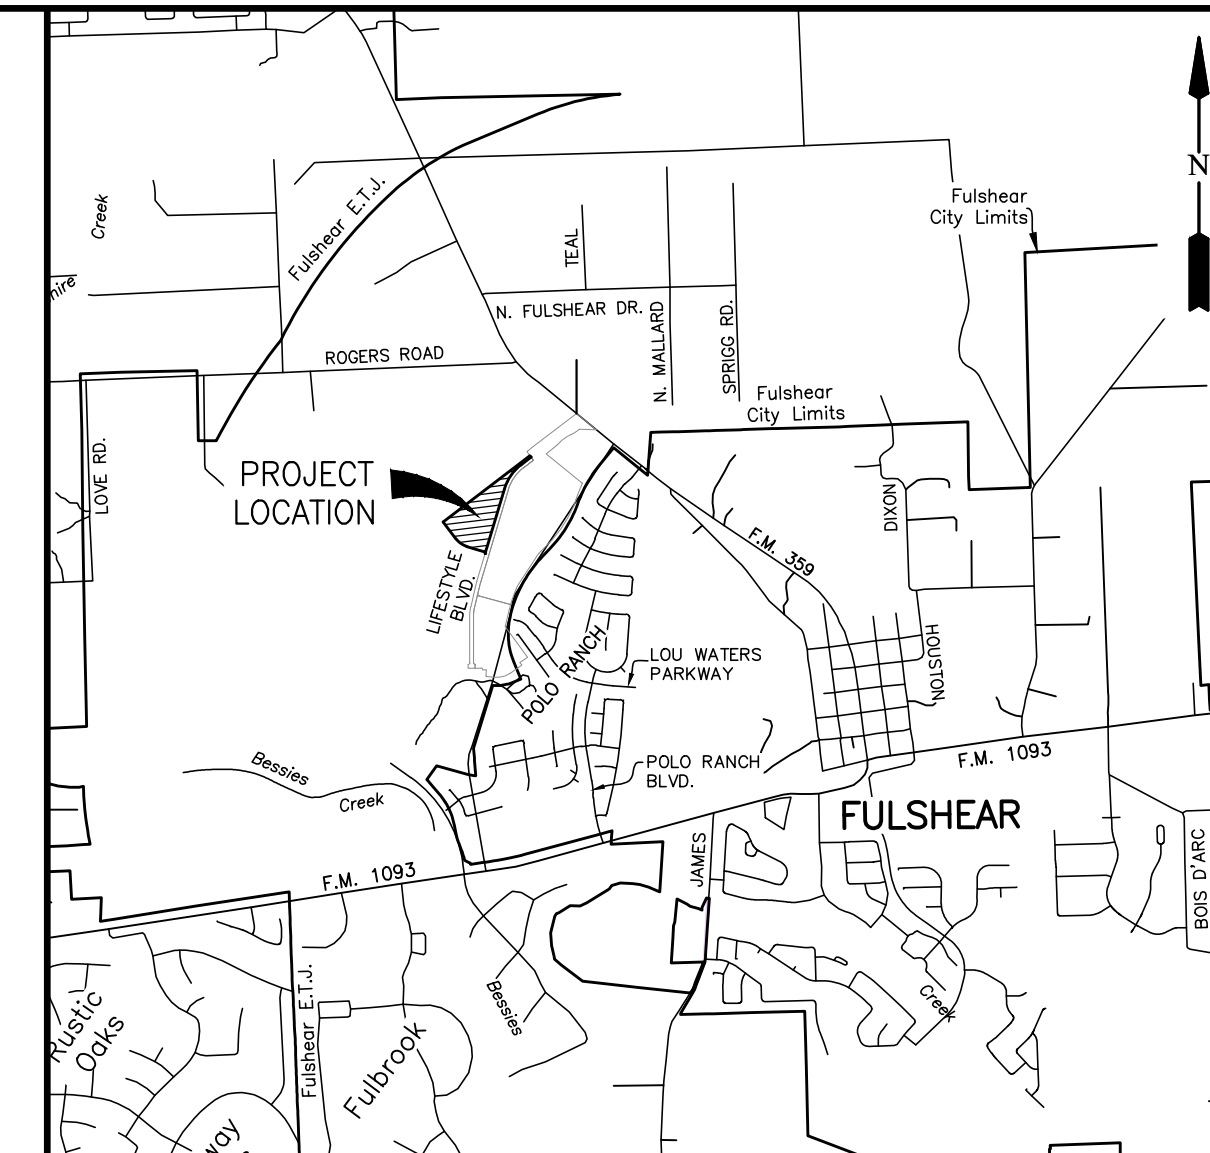 N
Creek
Fulshear E.T.J.
Fulshear
City Limits
TEAL
N. FULSHEAR DR.
N. MALLARD
SPRIGG RD.
ROGERS ROAD
Fulshear
City Limits
LOVE RD.
PROJECT
LOCATION
DIXON
F.M. 359
LIFESTYLE
BLVD.
HOUSTON
POLO RANCH
LOU WATERS
PARKWAY
F.M. 1093
Bessies
Creek
POLO RANCH
BLVD.
FULSHEAR
JAMES
F.M. 1093
BOIS D'ARC
Bessies
Creek
Rustic
Oaks
Fulshear E.T.J.
Fulbrook